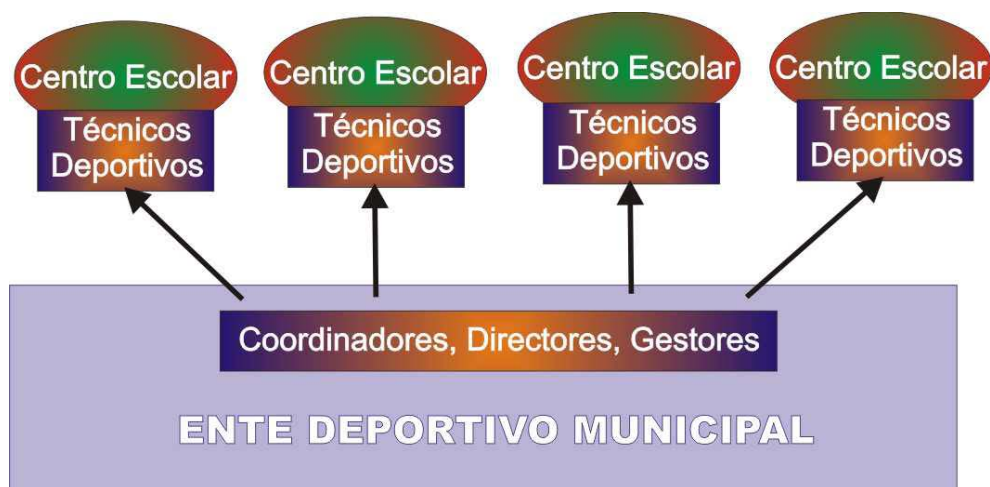 Centro Escolar
Técnicos
Deportivos
Centro Escolar
Técnicos
Deportivos
Centro Escolar
Técnicos
Deportivos
Centro Escolar
Técnicos
Deportivos
Coordinadores, Directores, Gestores
ENTE DEPORTIVO MUNICIPAL